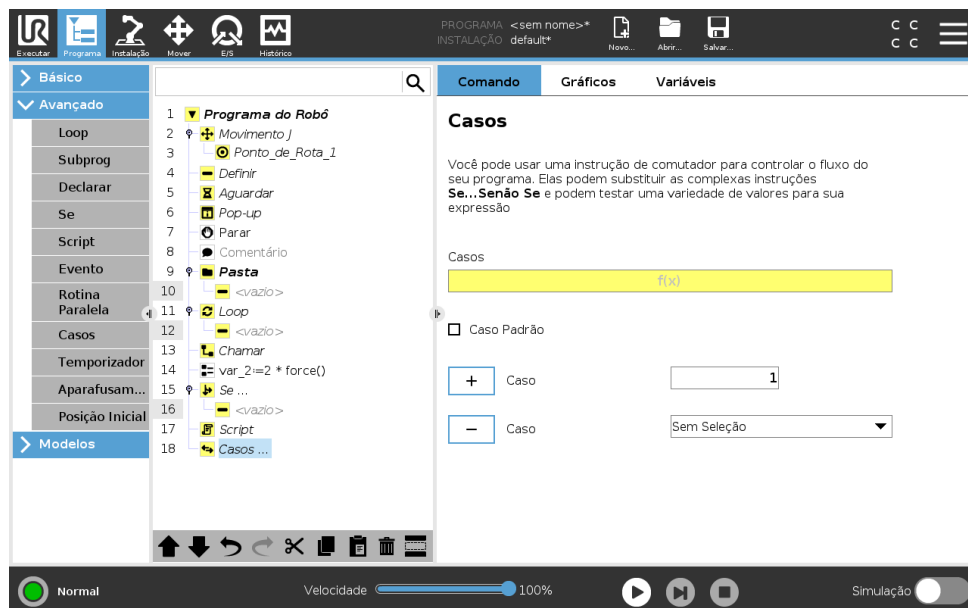 Executar
Programa
Instalação
Mover
E/S
Histórico
PROGRAMA <sem nome>*
INSTALAÇÃO default*
Novo...
Abrir...
Salvar...
C C
C C
Básico
Avançado
Loop
Subprog
Declarar
Se
Script
Evento
Rotina Paralela
Casos
Temporizador
Aparafusam...
Posição Inicial
Modelos
1 Programa do Robô
2 Movimento J
3 Ponto_de_Rota_1
4 Definir
5 Aguardar
6 Pop-up
7 Parar
8 Comentário
9 Pasta
10 <vazio>
11 Loop
12 <vazio>
13 Chamar
14 var_2:=2 * force()
15 Se ...
16 <vazio>
17 Script
18 Casos ...
Comando Gráficos Variáveis
Casos
Você pode usar uma instrução de comutador para controlar o fluxo do
seu programa. Elas podem substituir as complexas instruções
Se...Senão Se e podem testar uma variedade de valores para sua
expressão
Casos
f(x)
Caso Padrão
+ Caso 1
− Caso Sem Seleção
Normal
Velocidade 100%
Simulação